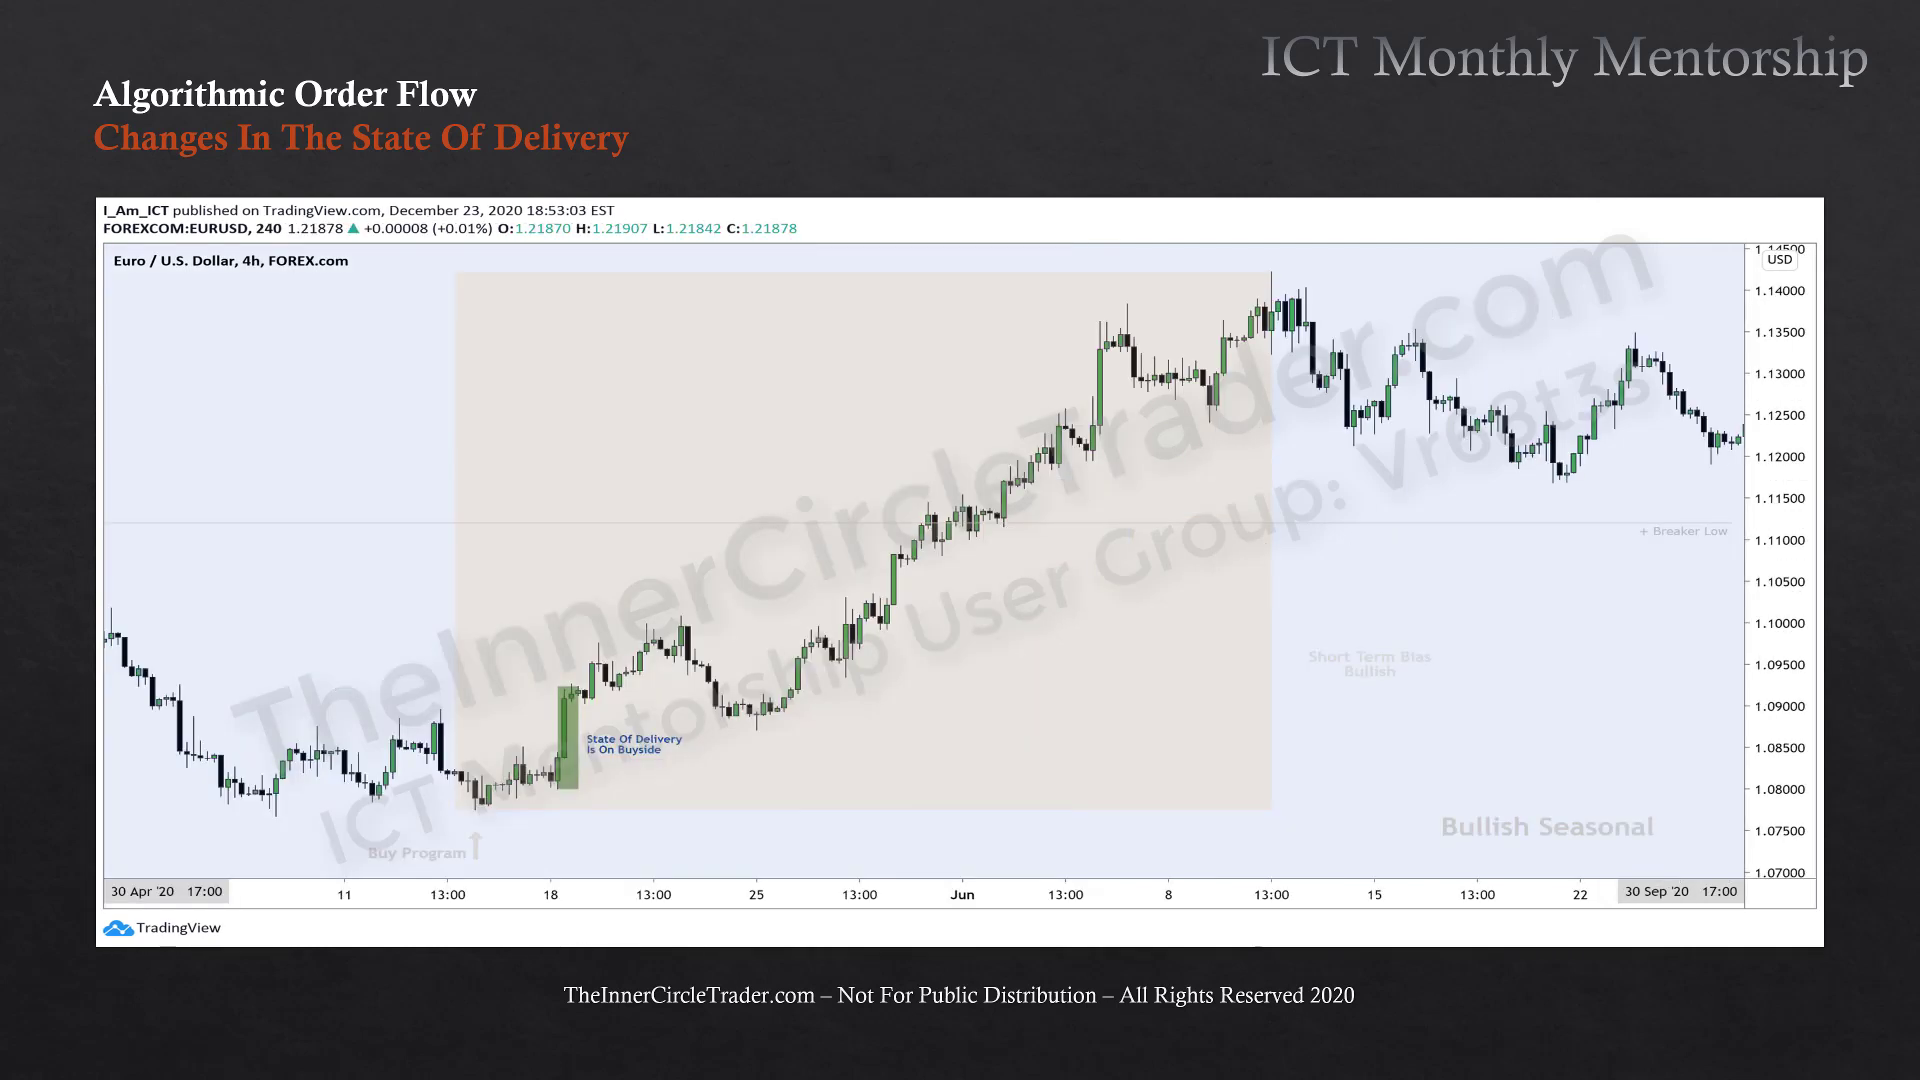 ICT Monthly Mentorship
Algorithmic Order Flow
Changes In The State Of Delivery
I_Am_ICT published on TradingView.com, December 23, 2020 18:53:03 EST
FOREXCOM:EURUSD, 240 1.21878 ▲ +0.00008 (+0.01%) O:1.21870 H:1.21907 L:1.21842 C:1.21878
Euro / U.S. Dollar, 4h, FOREX.com
1.14500
USD
1.14000
1.13500
1.13000
1.12500
1.12000
1.11500
+ Breaker Low
1.11000
1.10500
1.10000
1.09500
1.09000
1.08500
1.08000
1.07500
1.07000
TheInnerCircleTrader.com
ICT Mentorship User Group: Vr68t3s
Short Term Bias
Bullish
State Of Delivery
Is On Buyside
Bullish Seasonal
Buy Program
30 Apr '20 17:00 11 13:00 18 13:00 25 13:00 Jun 13:00 8 13:00 15 13:00 22 30 Sep '20 17:00
TradingView
TheInnerCircleTrader.com – Not For Public Distribution – All Rights Reserved 2020